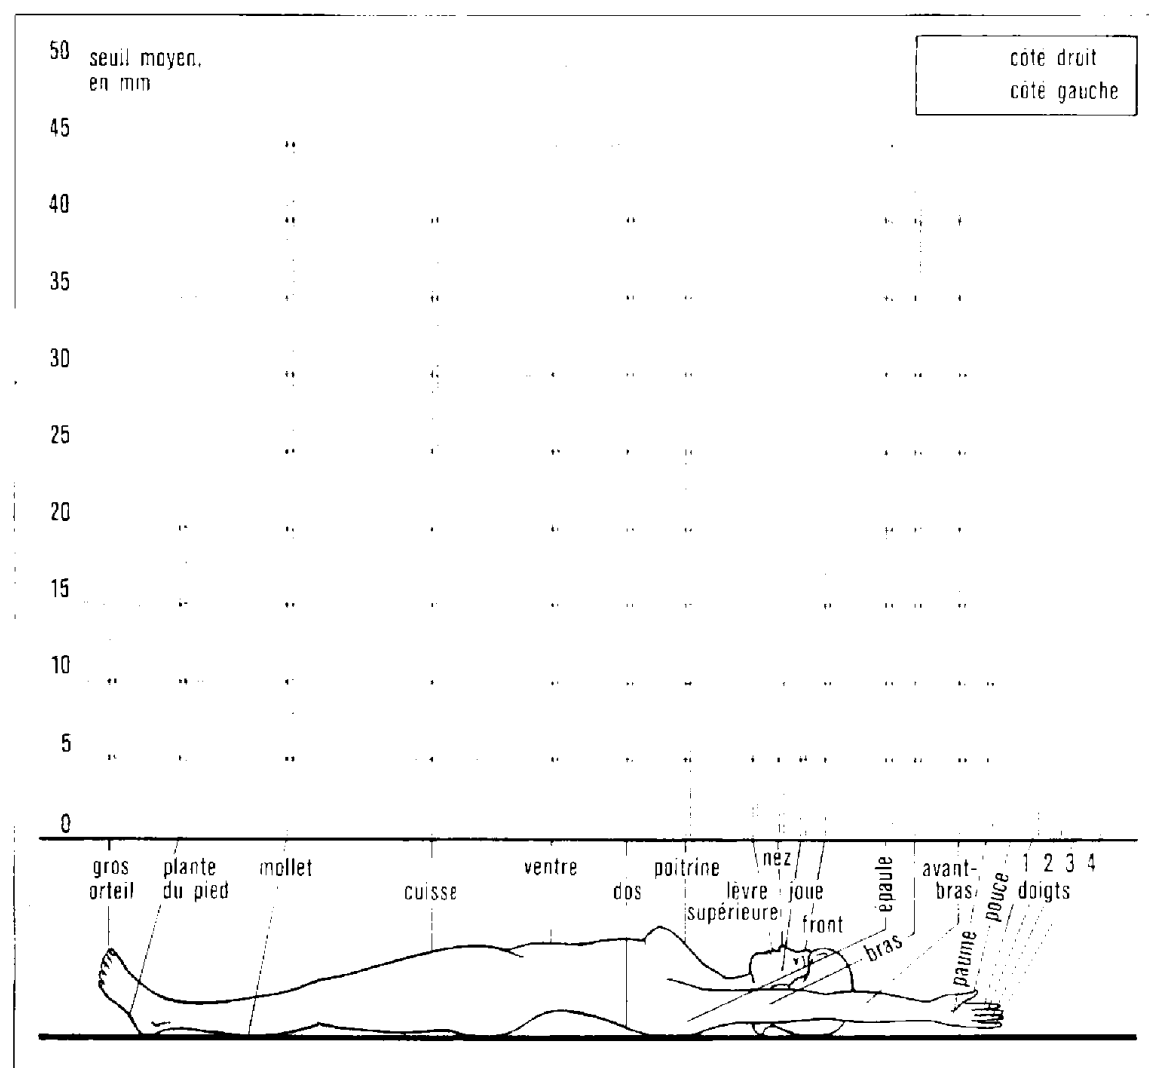 50
seuil moyen,
en mm
côté droit
côté gauche
45
40
35
30
25
20
15
10
5
0
gros
orteil
plante
du pied
mollet
cuisse
ventre
dos
poitrine
lèvre
supérieure
nez
joue
front
épaule
bras
avant-
bras
paume
pouce
1 2 3 4
doigts